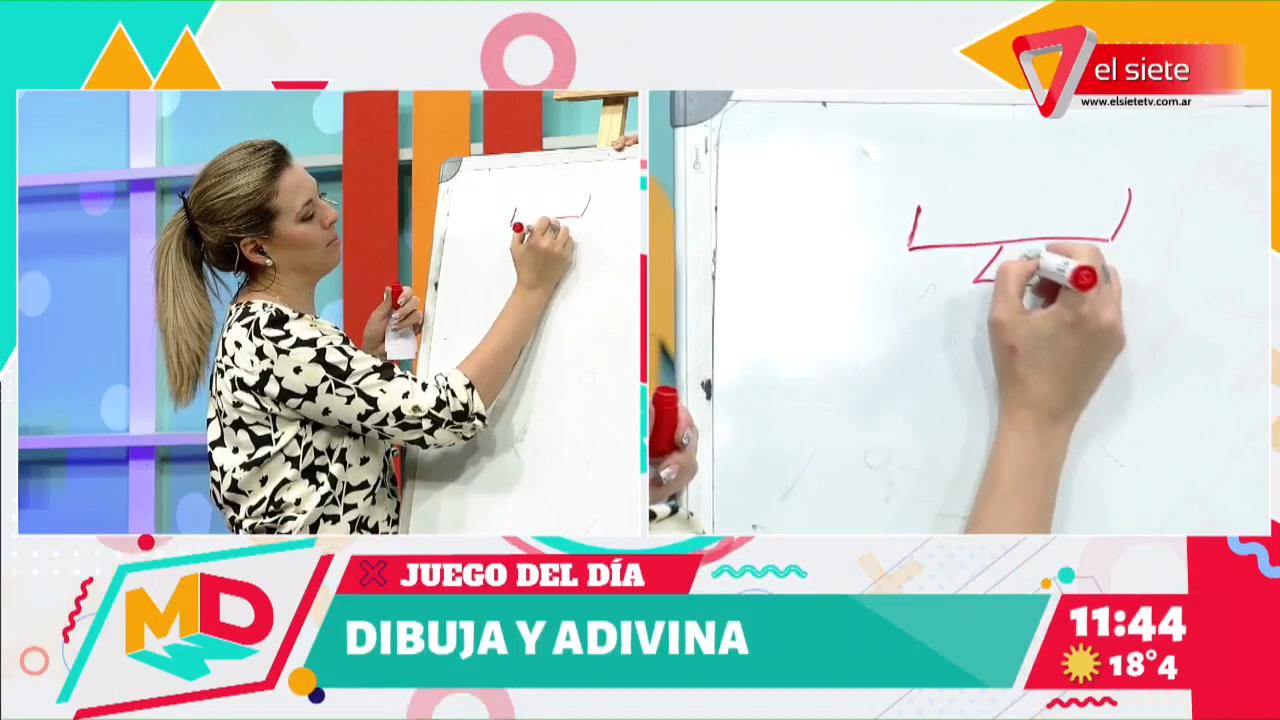 el siete
www.elsietetv.com.ar
MD
JUEGO DEL DÍA
DIBUJA Y ADIVINA
11:44
18°4